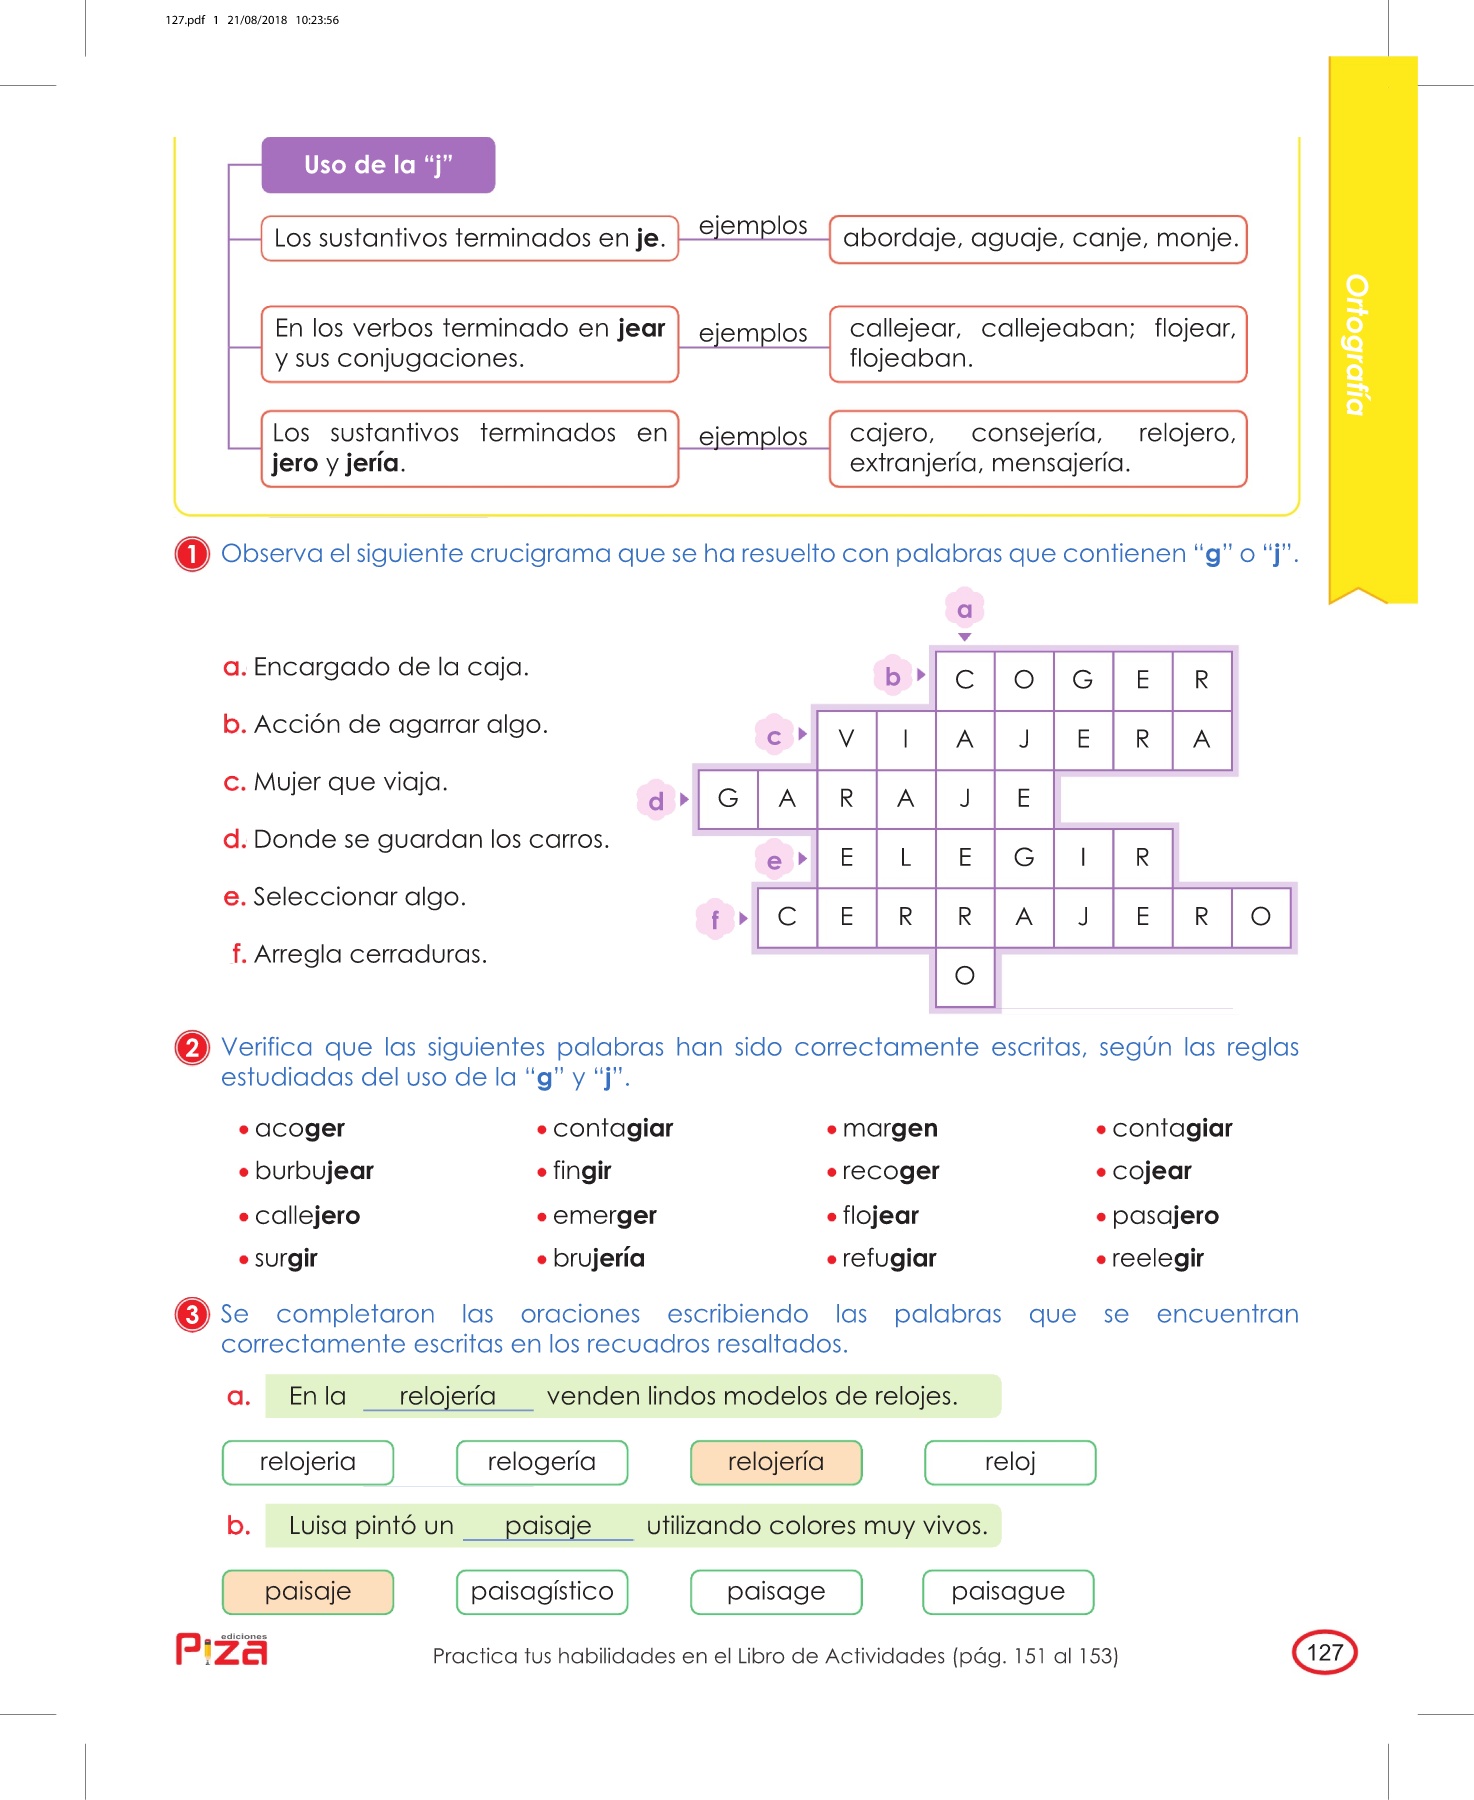 127.pdf 1 21/08/2018 10:23:56
Uso de la “j”
Los sustantivos terminados en je.
ejemplos
abordaje, aguaje, canje, monje.
En los verbos terminado en jear
y sus conjugaciones.
ejemplos
callejear, callejeaban; flojear,
flojeaban.
Los sustantivos terminados en
jero y jería.
ejemplos
cajero, consejería, relojero,
extranjería, mensajería.
Ortografía
1 Observa el siguiente crucigrama que se ha resuelto con palabras que contienen “g” o “j”.
a. Encargado de la caja.
b. Acción de agarrar algo.
c. Mujer que viaja.
d. Donde se guardan los carros.
e. Seleccionar algo.
f. Arregla cerraduras.
a
b C O G E R
c V I A J E R A
d G A R A J E
e E L E G I R
f C E R R A J E R O
O
2 Verifica que las siguientes palabras han sido correctamente escritas, según las reglas
estudiadas del uso de la “g” y “j”.
• acoger • contagiar • margen • contagiar
• burbujear • fingir • recoger • cojear
• callejero • emerger • flojear • pasajero
• surgir • brujería • refugiar • reelegir
3 Se completaron las oraciones escribiendo las palabras que se encuentran
correctamente escritas en los recuadros resaltados.
a. En la relojería venden lindos modelos de relojes.
relojeria relogería relojería reloj
b. Luisa pintó un paisaje utilizando colores muy vivos.
paisaje paisagístico paisage paisague
ediciones
Piza
Practica tus habilidades en el Libro de Actividades (pág. 151 al 153)
127